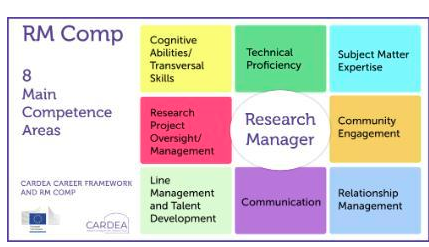 RM Comp
8
Main
Competence
Areas
CARDEA CAREER FRAMEWORK
AND RM COMP
CARDEA
Cognitive
Abilities/
Transversal
Skills
Technical
Proficiency
Subject Matter
Expertise
Research
Project
Oversight/
Management
Research
Manager
Community
Engagement
Line
Management
and Talent
Development
Communication
Relationship
Management